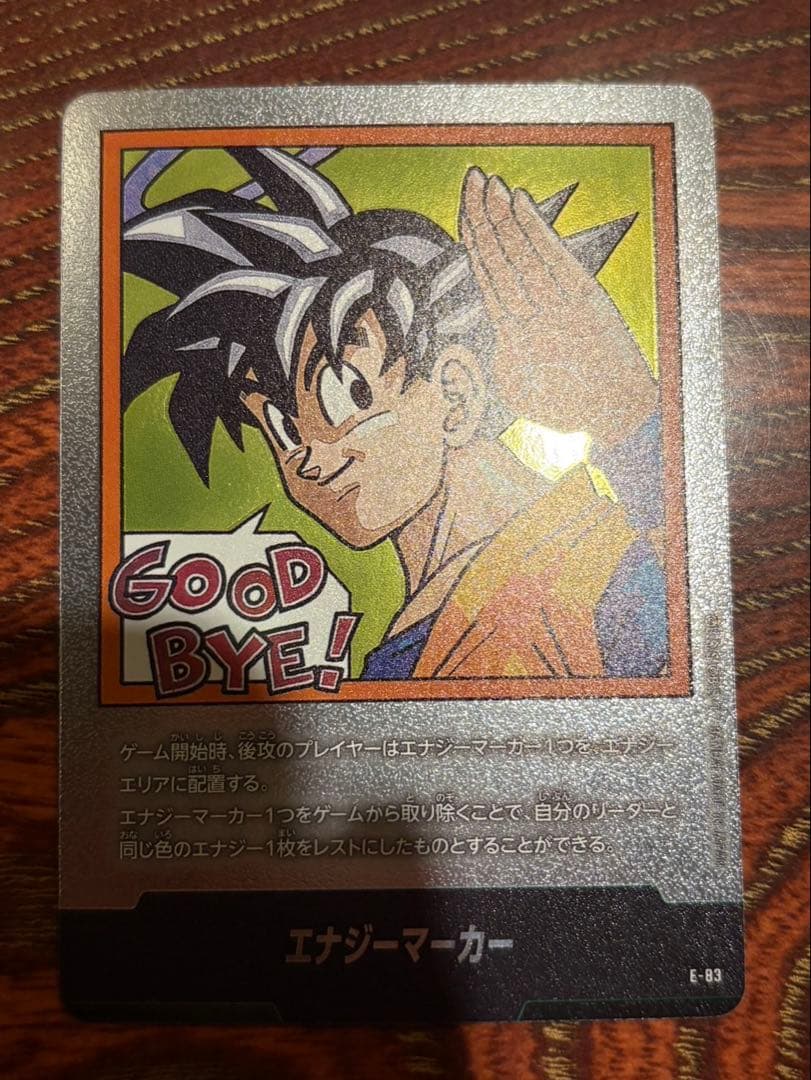 GOOD
BYE!
ゲーム開始時、後攻のプレイヤーはエナジーマーカー1つを、エナジー
エリアに配置する。
エナジーマーカー1つをゲームから取り除くことで、自分のリーダーと
同じ色のエナジー1枚をレストにしたものとすることができる。
エナジーマーカー
E-83